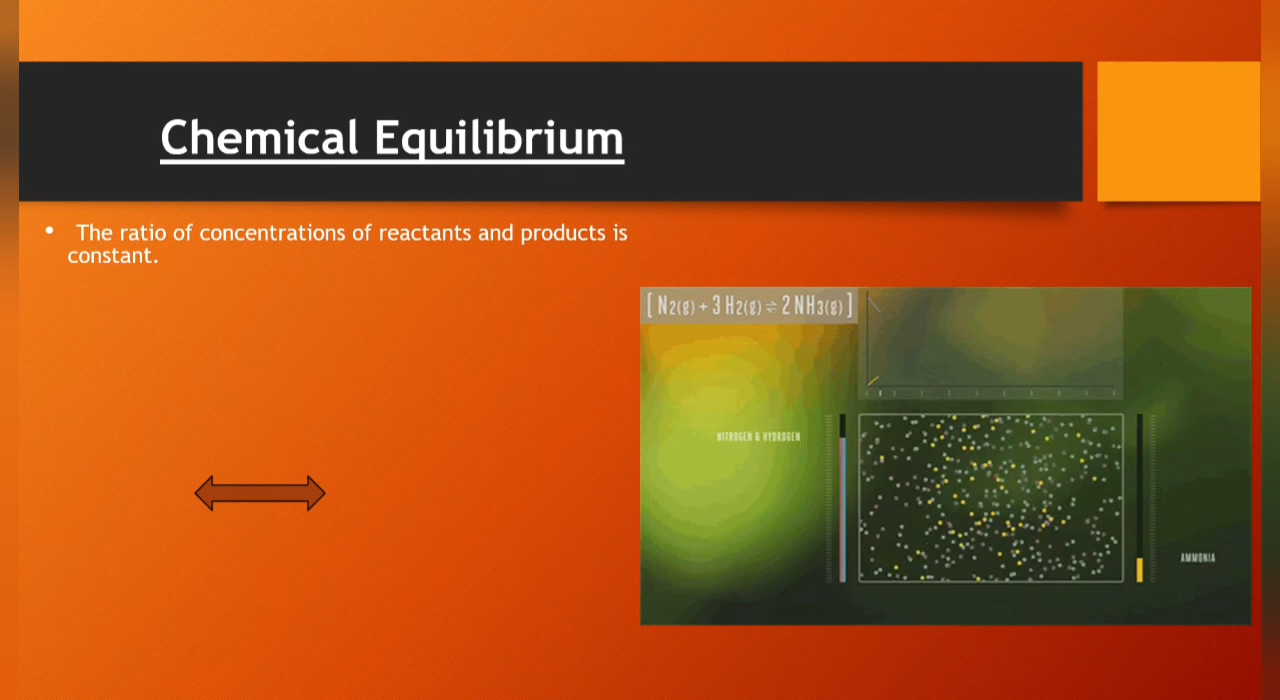 Chemical Equilibrium
• The ratio of concentrations of reactants and products is
constant.
[ N2(g) + 3 H2(g) ⇌ 2 NH3(g) ]
NITROGEN & HYDROGEN
AMMONIA